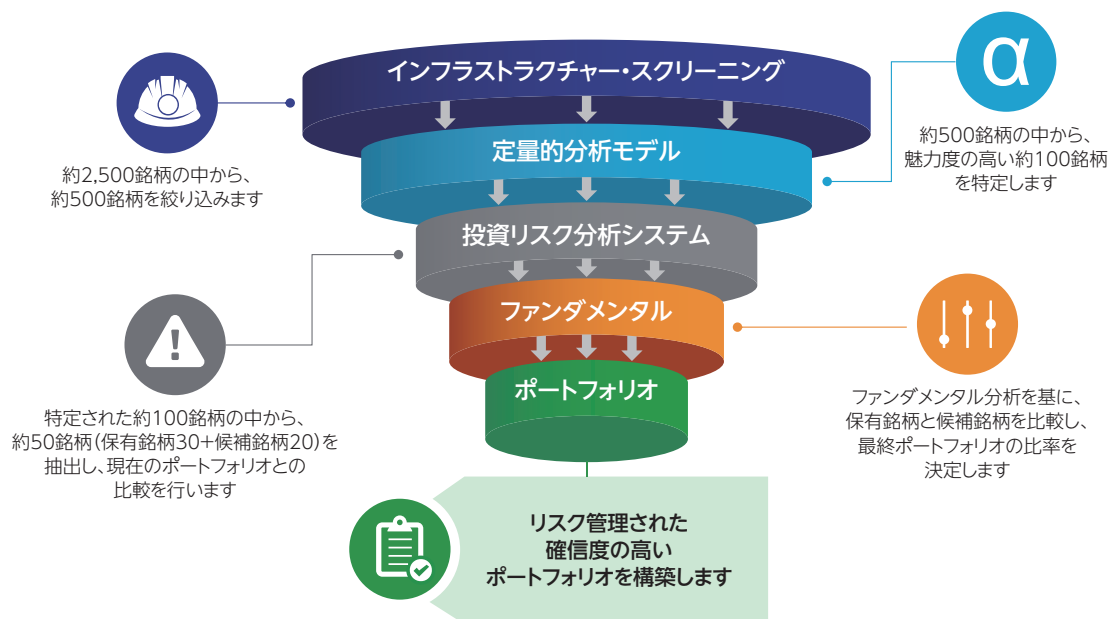 インフラストラクチャー・スクリーニング
α
約2,500銘柄の中から、
約500銘柄を絞り込みます
定量的分析モデル
約500銘柄の中から、
魅力度の高い約100銘柄
を特定します
投資リスク分析システム
特定された約100銘柄の中から、
約50銘柄(保有銘柄30+候補銘柄20)を
抽出し、現在のポートフォリオとの
比較を行います
ファンダメンタル
ファンダメンタル分析を基に、
保有銘柄と候補銘柄を比較し、
最終ポートフォリオの比率を
決定します
ポートフォリオ
リスク管理された
確信度の高い
ポートフォリオを構築します